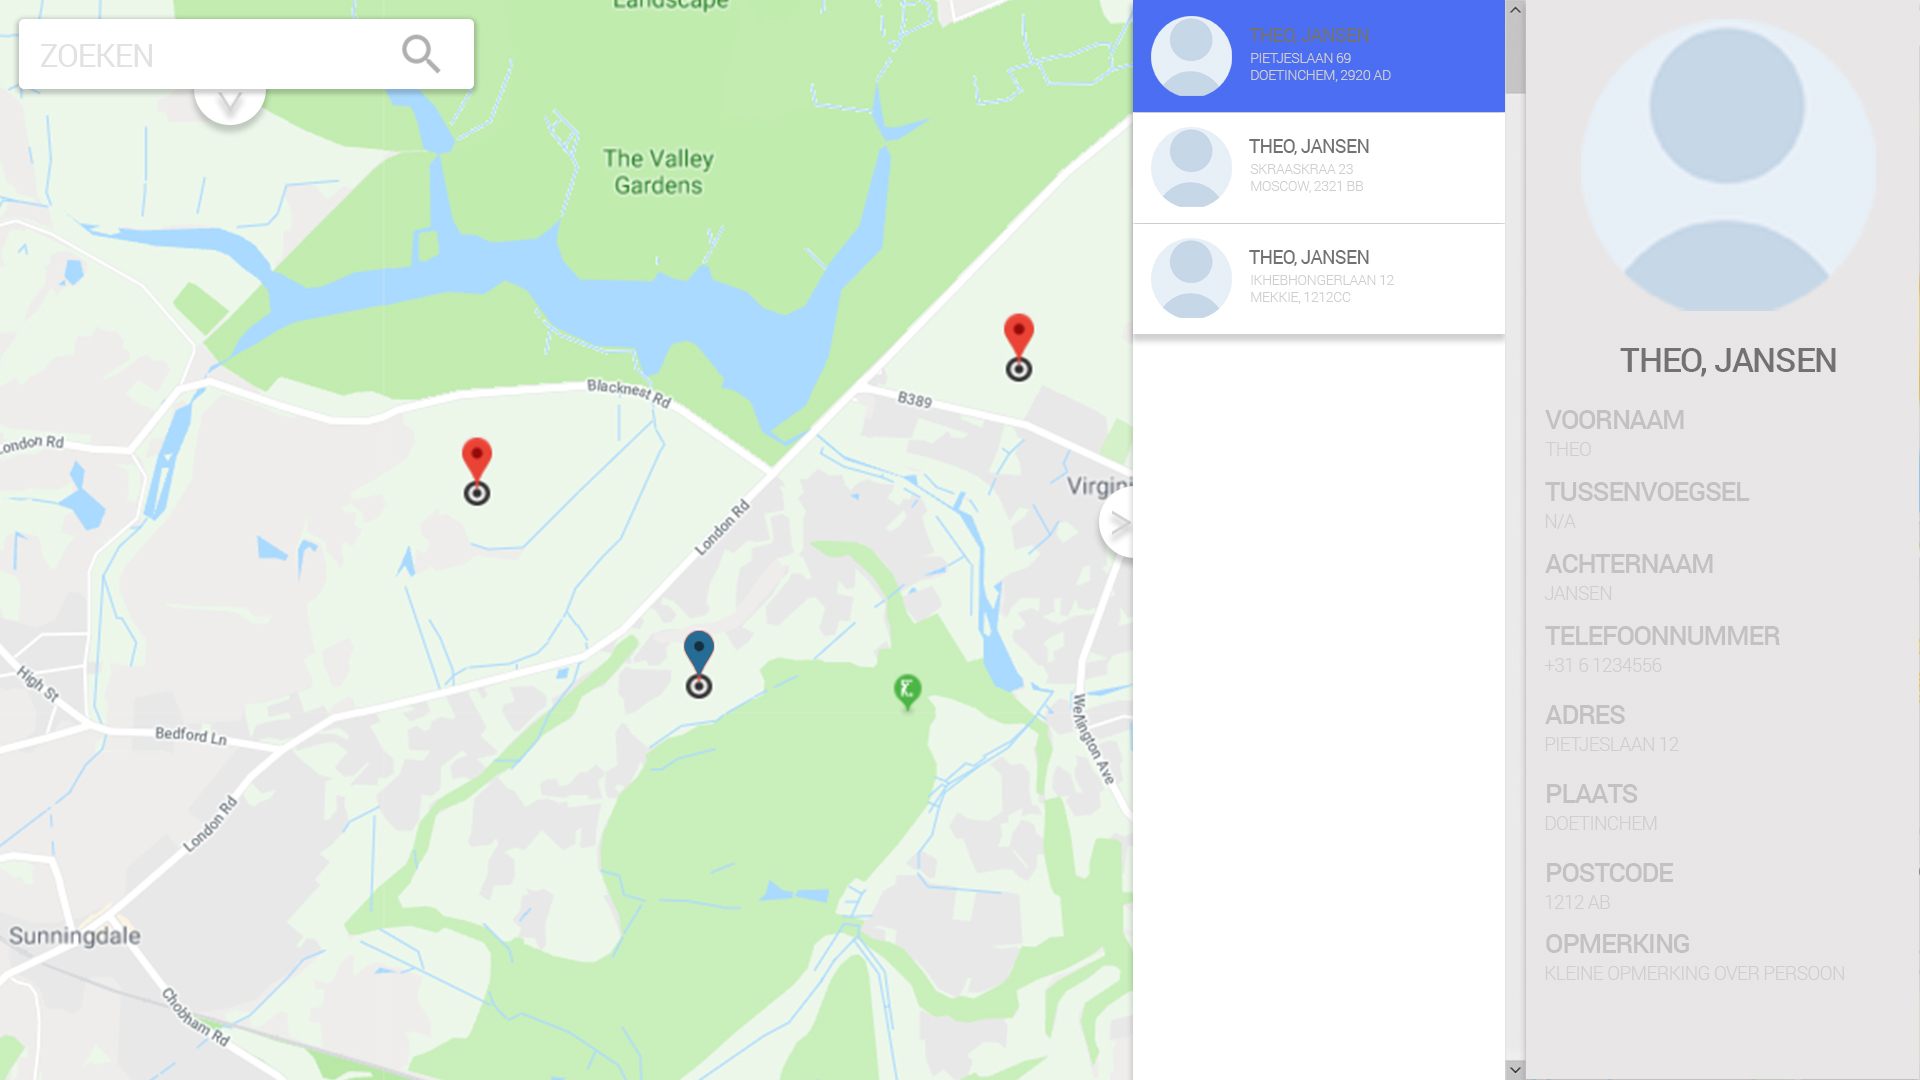 Landscape
ZOEKEN
The Valley
Gardens
Blacknest Rd
B389
London Rd
Virgini
London Rd
High St
Bedford Ln
London Rd
Wellington Ave
Sunningdale
Chobham Rd
THEO, JANSEN
PIETJESLAAN 69
DOETINCHEM, 2920 AD
THEO, JANSEN
SKRAASKRAA 23
MOSCOW, 2321 BB
THEO, JANSEN
IKHEBHONGERLAAN 12
MEKKIE, 1212CC
>
THEO, JANSEN
VOORNAAM
THEO
TUSSENVOEGSEL
N/A
ACHTERNAAM
JANSEN
TELEFOONNUMMER
+31 6 1234556
ADRES
PIETJESLAAN 12
PLAATS
DOETINCHEM
POSTCODE
1212 AB
OPMERKING
KLEINE OPMERKING OVER PERSOON